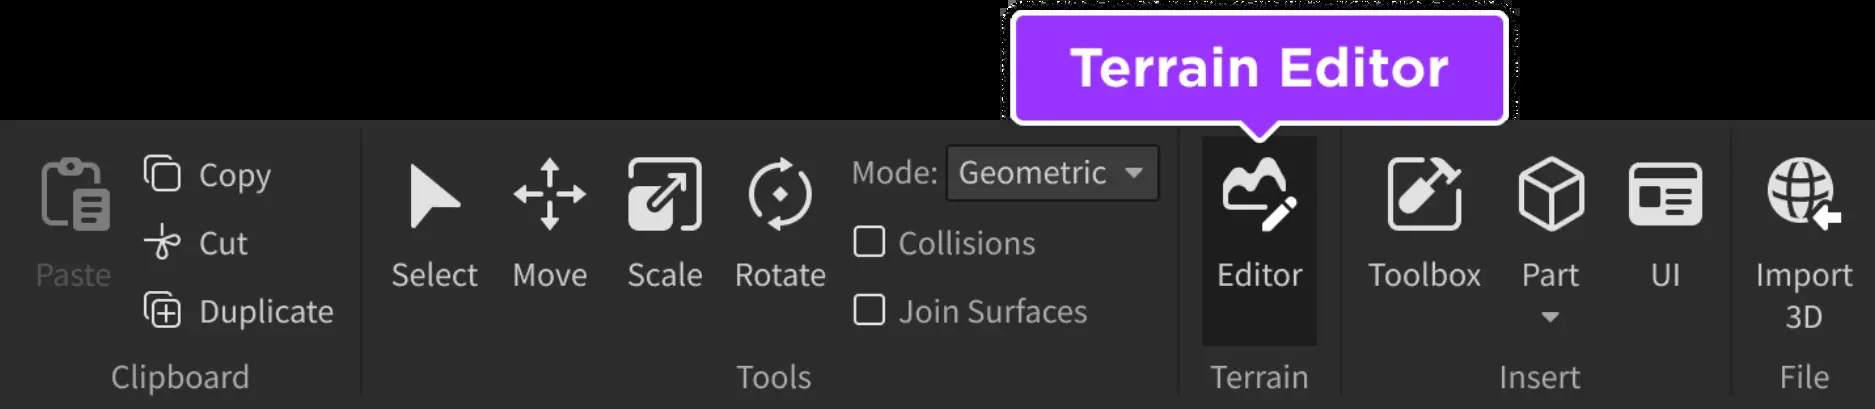 Terrain Editor
Paste
Copy
Cut
Duplicate
Clipboard
Select
Move
Scale
Rotate
Mode: Geometric
Collisions
Join Surfaces
Tools
Editor
Terrain
Toolbox
Part
UI
Insert
Import
3D
File